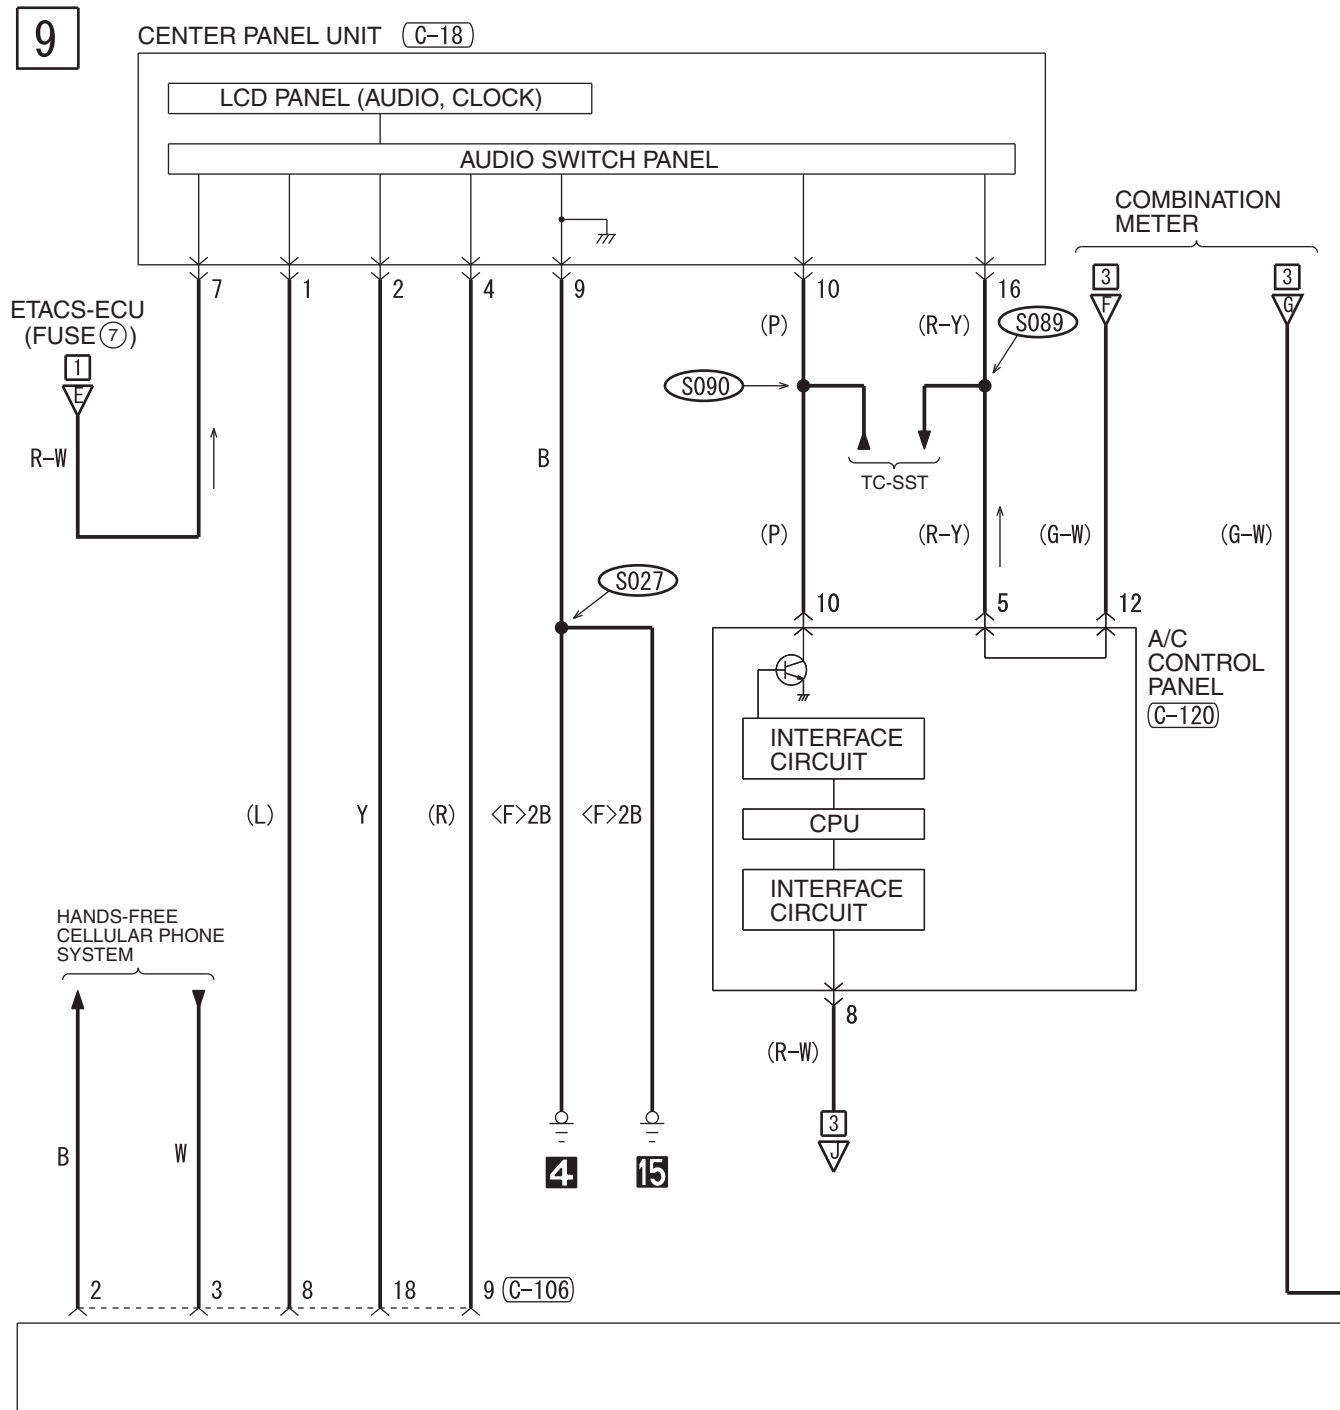 9
CENTER PANEL UNIT C-18
LCD PANEL (AUDIO, CLOCK)
AUDIO SWITCH PANEL
COMBINATION
METER
7 1 2 4 9 10 16
3 3
F G
ETACS-ECU
(FUSE 7)
1
E
(P) (R-Y) S089
S090
R-W B
TC-SST
(P) (R-Y) (G-W) (G-W)
S027
10 5 12
A/C
CONTROL
PANEL
C-120
INTERFACE
CIRCUIT
(L) Y (R) <F>2B <F>2B
CPU
INTERFACE
CIRCUIT
HANDS-FREE
CELLULAR PHONE
SYSTEM
8
(R-W)
3
J
B W
4 15
2 3 8 18 9 C-106